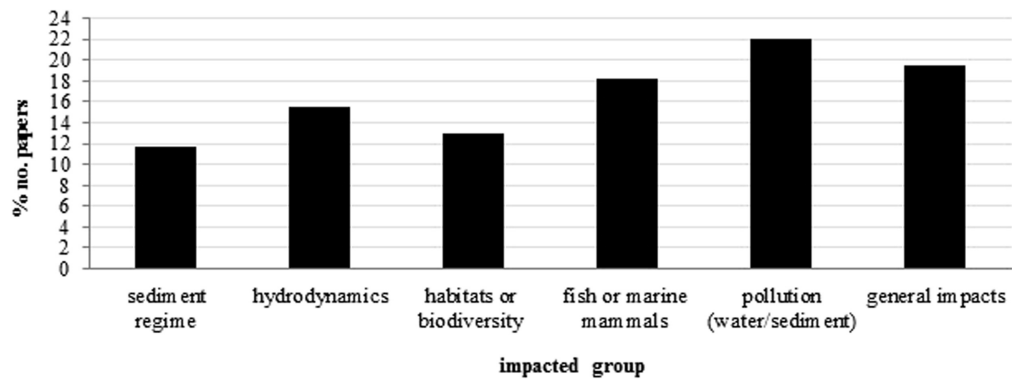 % no. papers
24
22
20
18
16
14
12
10
8
6
4
2
0
sediment regime
hydrodynamics
habitats or biodiversity
fish or marine mammals
pollution (water/sediment)
general impacts
impacted group